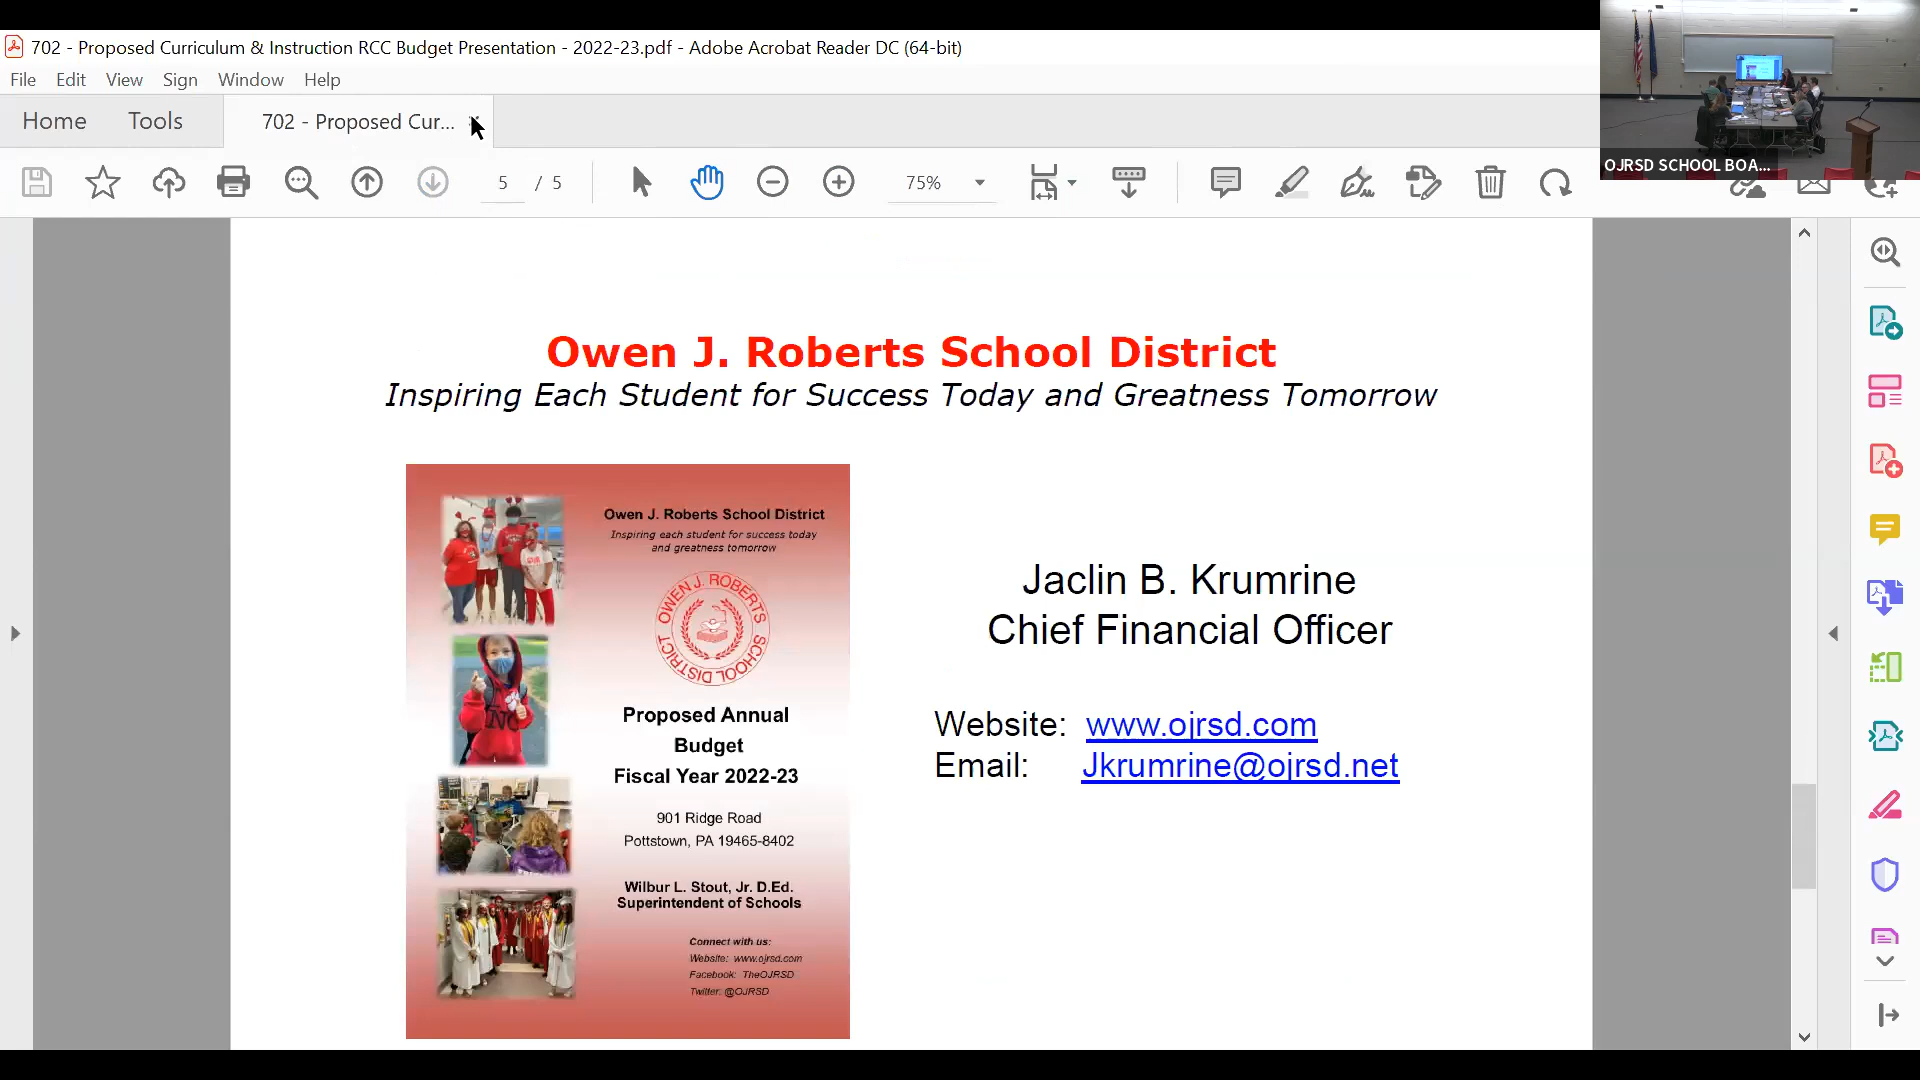 702 - Proposed Curriculum & Instruction RCC Budget Presentation - 2022-23.pdf - Adobe Acrobat Reader DC (64-bit)
File Edit View Sign Window Help
Home Tools 702 - Proposed Cur...
5 / 5 75%
OJRSD SCHOOL BOA...
Owen J. Roberts School District
Inspiring Each Student for Success Today and Greatness Tomorrow
Owen J. Roberts School District
Inspiring each student for success today
and greatness tomorrow
OWEN J. ROBERTS SCHOOL DISTRICT
Proposed Annual
Budget
Fiscal Year 2022-23
901 Ridge Road
Pottstown, PA 19465-8402
Wilbur L. Stout, Jr. D.Ed.
Superintendent of Schools
Connect with us:
Website: www.ojrsd.com
Facebook: TheOJRSD
Twitter: @OJRSD
Jaclin B. Krumrine
Chief Financial Officer
Website: www.ojrsd.com
Email: Jkrumrine@ojrsd.net